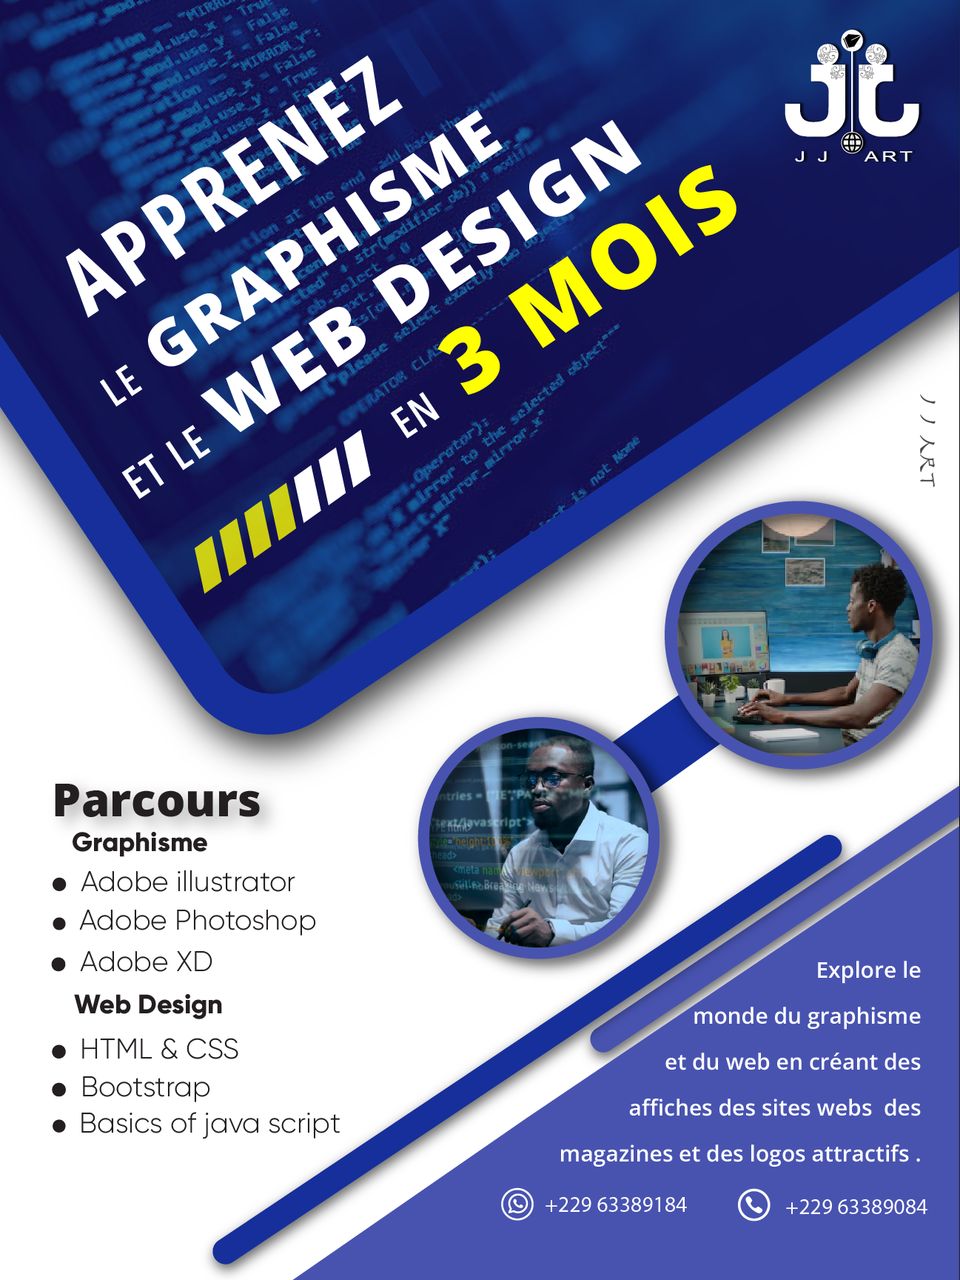 APPRENEZ
LE GRAPHISME
ET LE WEB DESIGN
EN 3 MOIS
J J ART
J J ART
Parcours
Graphisme
Adobe illustrator
Adobe Photoshop
Adobe XD
Web Design
HTML & CSS
Bootstrap
Basics of java script
Explore le
monde du graphisme
et du web en créant des
affiches des sites webs des
magazines et des logos attractifs .
+229 63389184
+229 63389084